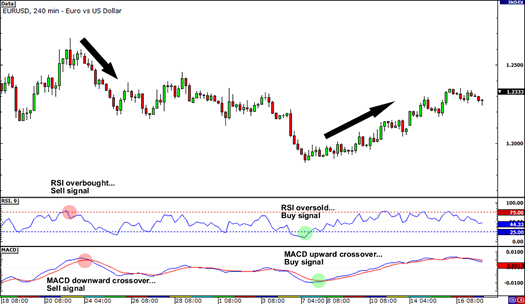 Data
INDEX
EURUSD, 240 min - Euro vs US Dollar
1.2500
1.2333
1.2000
RSI overbought...
Sell signal
RSI oversold...
Buy signal
RSI, 9
100.00
75.00
44.33
25.00
0.00
MACD
MACD upward crossover...
Buy signal
MACD downward crossover...
Sell signal
0.0100
-0.0100
18 08:00
20 08:00
24 04:00
26 08:00
28 04:00
1 08:00
3 08:00
7 04:00
8 08:00
10 08:00
14 04:00
16 08:00